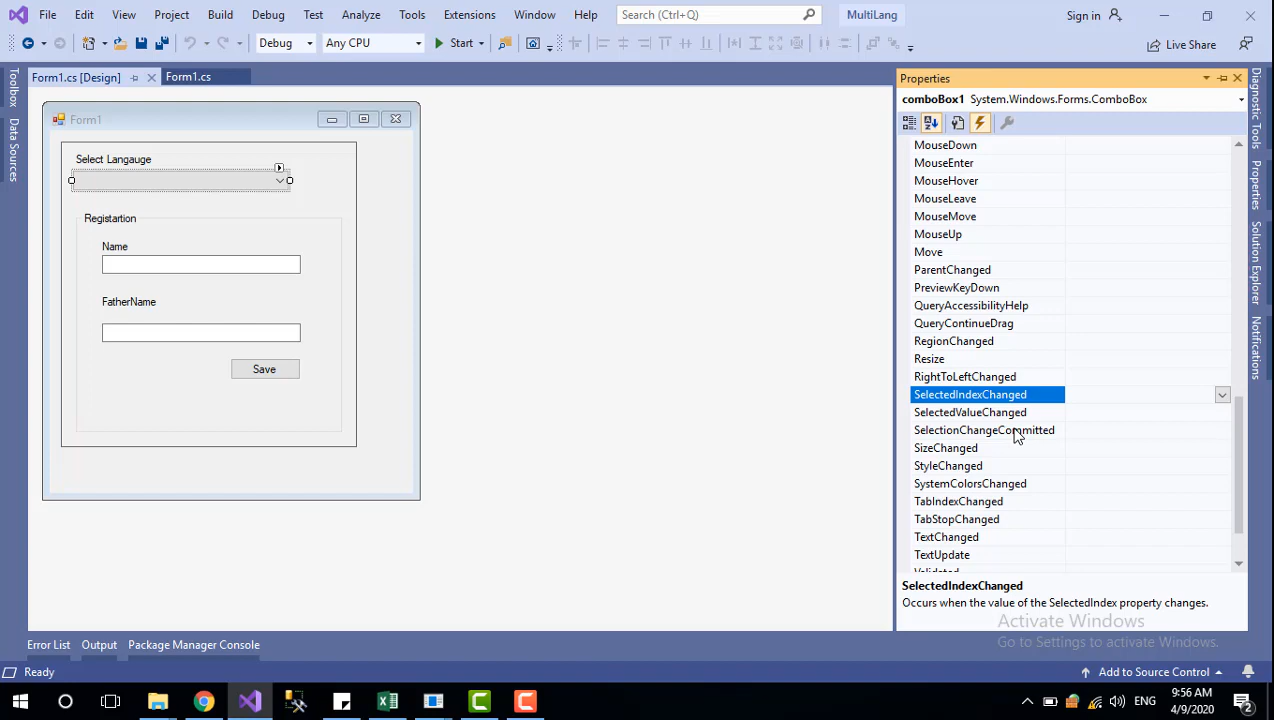 File Edit View Project Build Debug Test Analyze Tools Extensions Window Help Search (Ctrl+Q) MultiLang Sign in
Debug Any CPU Start Live Share
Form1.cs [Design] Form1.cs
Toolbox
Data Sources
Form1
Select Langauge
Registartion
Name
FatherName
Save
Properties
comboBox1 System.Windows.Forms.ComboBox
MouseDown
MouseEnter
MouseHover
MouseLeave
MouseMove
MouseUp
Move
ParentChanged
PreviewKeyDown
QueryAccessibilityHelp
QueryContinueDrag
RegionChanged
Resize
RightToLeftChanged
SelectedIndexChanged
SelectedValueChanged
SelectionChangeCommitted
SizeChanged
StyleChanged
SystemColorsChanged
TabIndexChanged
TabStopChanged
TextChanged
TextUpdate
Validated
SelectedIndexChanged
Occurs when the value of the SelectedIndex property changes.
Activate Windows
Go to Settings to activate Windows.
Diagnostic Tools
Properties
Solution Explorer
Notifications
Error List Output Package Manager Console
Ready Add to Source Control
ENG
9:56 AM
4/9/2020
2